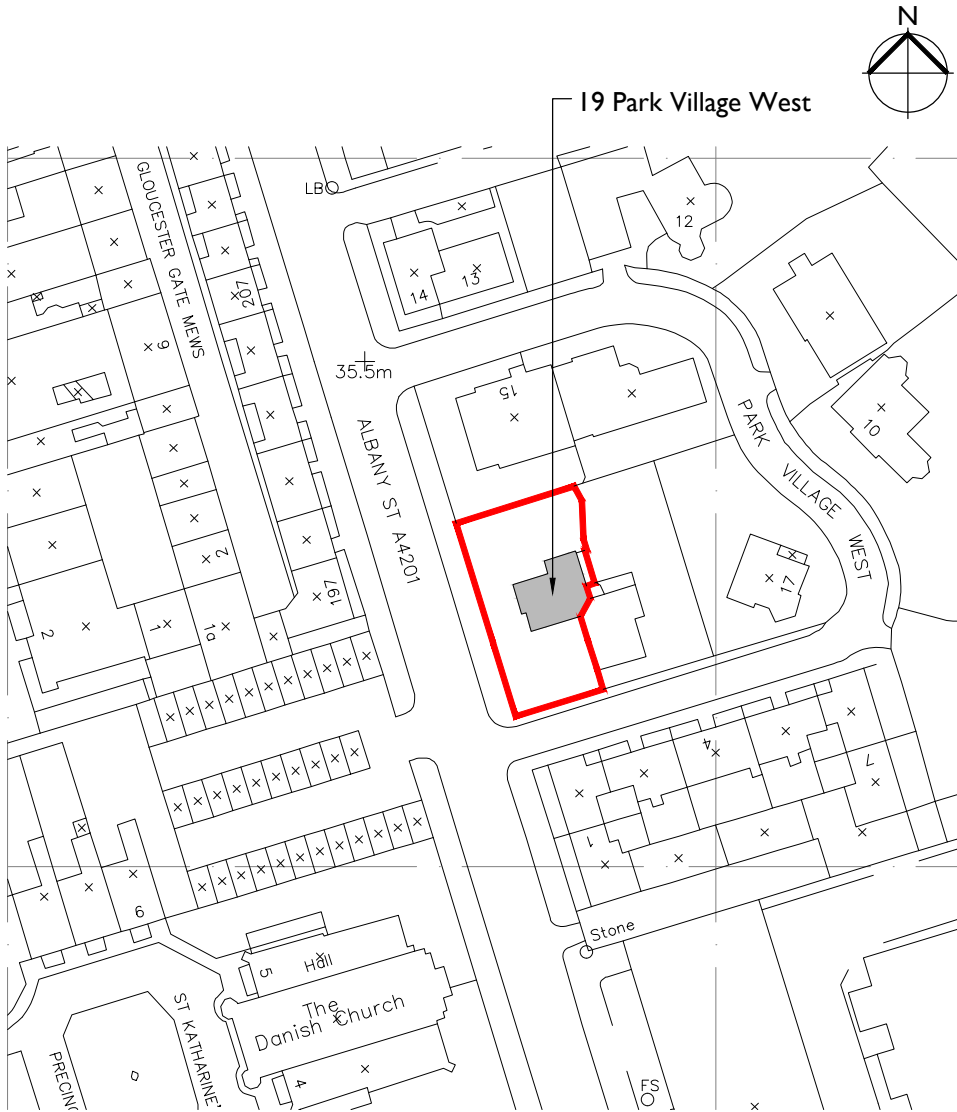 N
19 Park Village West
LB
12
GLOUCESTER GATE MEWS
14
13
207
9
35.5m
15
PARK VILLAGE WEST
10
ALBANY ST A4201
2
17
197
2
1
1a
4
7
1
9
Stone
5
Hall
The
Danish Church
ST KATHARINE'
4
PRECINC
FS